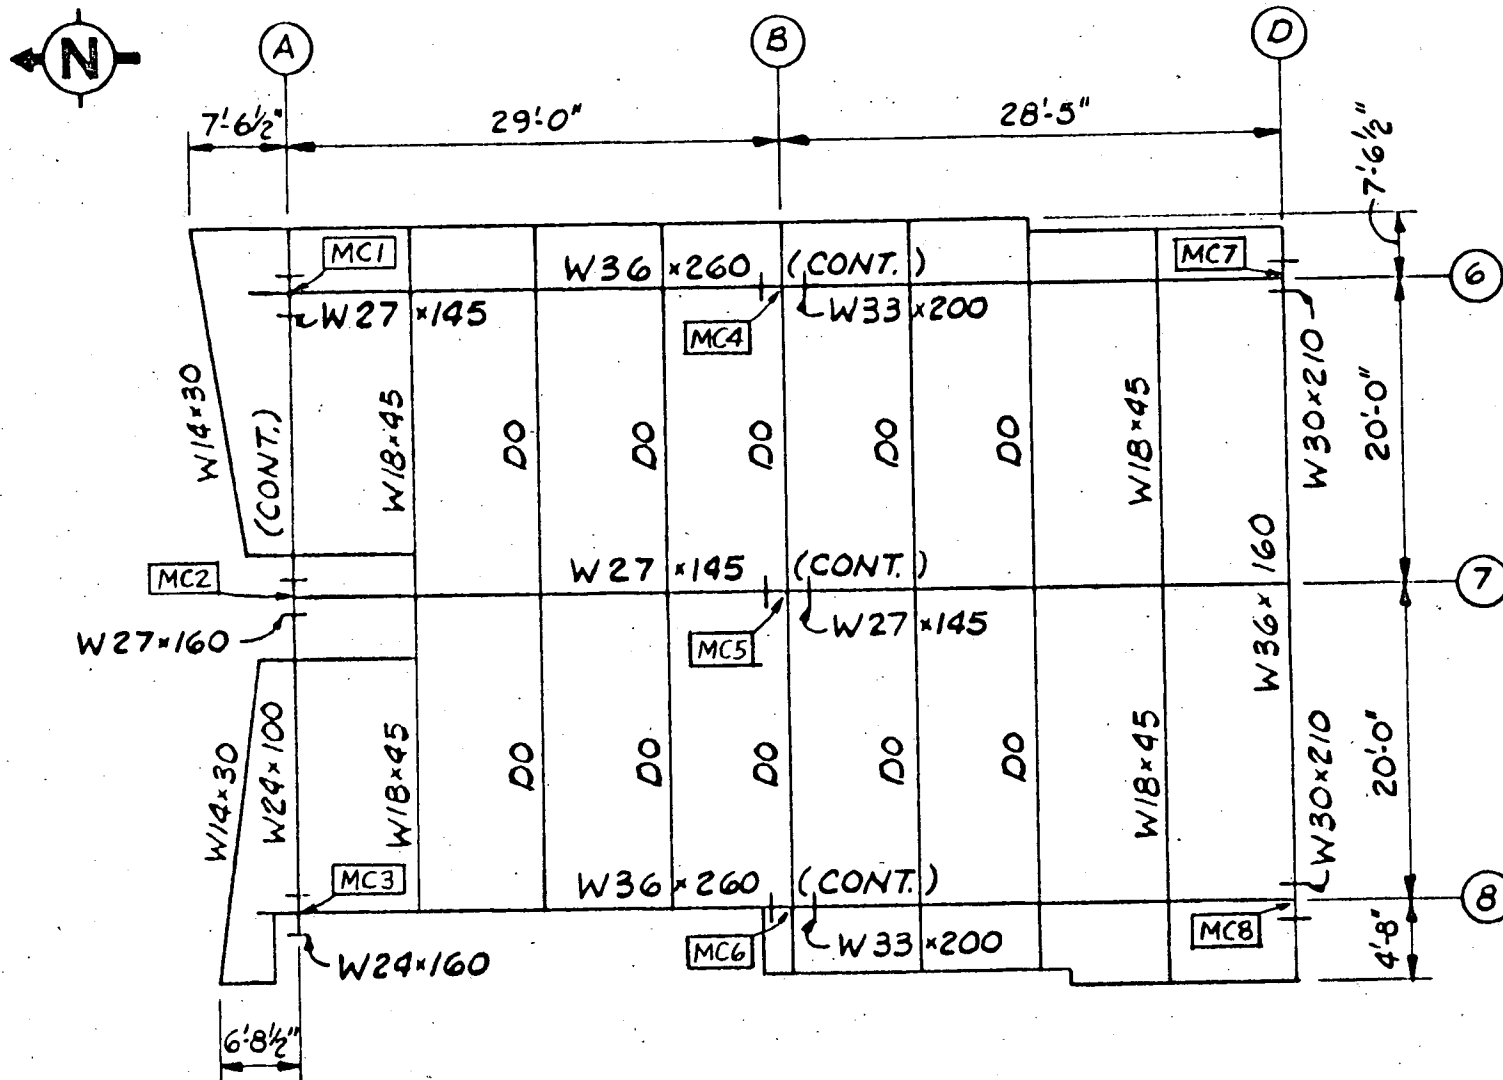 N
A
B
D
7'-6½"
29'-0"
28'-5"
7'-6½"
MC1
W36×260 (CONT.)
MC7
6
W27×145
MC4
W33×200
W14×30
(CONT.)
W18×45
DO
DO
DO
DO
DO
W18×45
W30×210
20'-0"
MC2
W27×145 (CONT.)
7
W27×160
MC5
W27×145
W36×160
W14×30
W24×100
W18×45
DO
DO
DO
DO
DO
W18×45
W30×210
20'-0"
MC3
W36×260 (CONT.)
8
W24×160
MC6
W33×200
MC8
4'-8"
6'-8½"